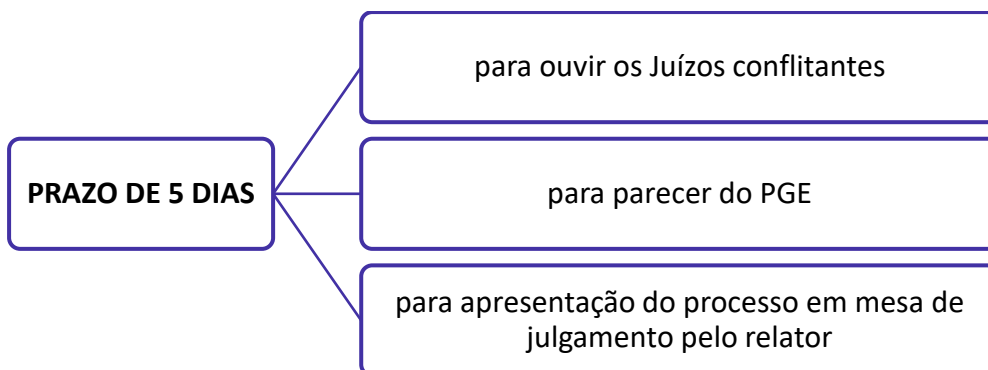 PRAZO DE 5 DIAS
para ouvir os Juízos conflitantes
para parecer do PGE
para apresentação do processo em mesa de
julgamento pelo relator